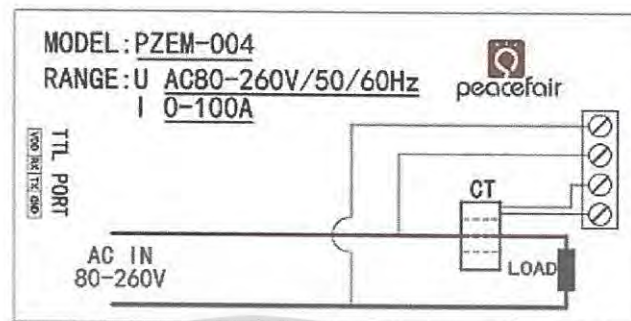 MODEL:PZEM-004
RANGE:U AC80-260V/50/60Hz
I 0-100A
peacefair
TTL PORT
VDD RX TX GND
CT
AC IN
80-260V
LOAD